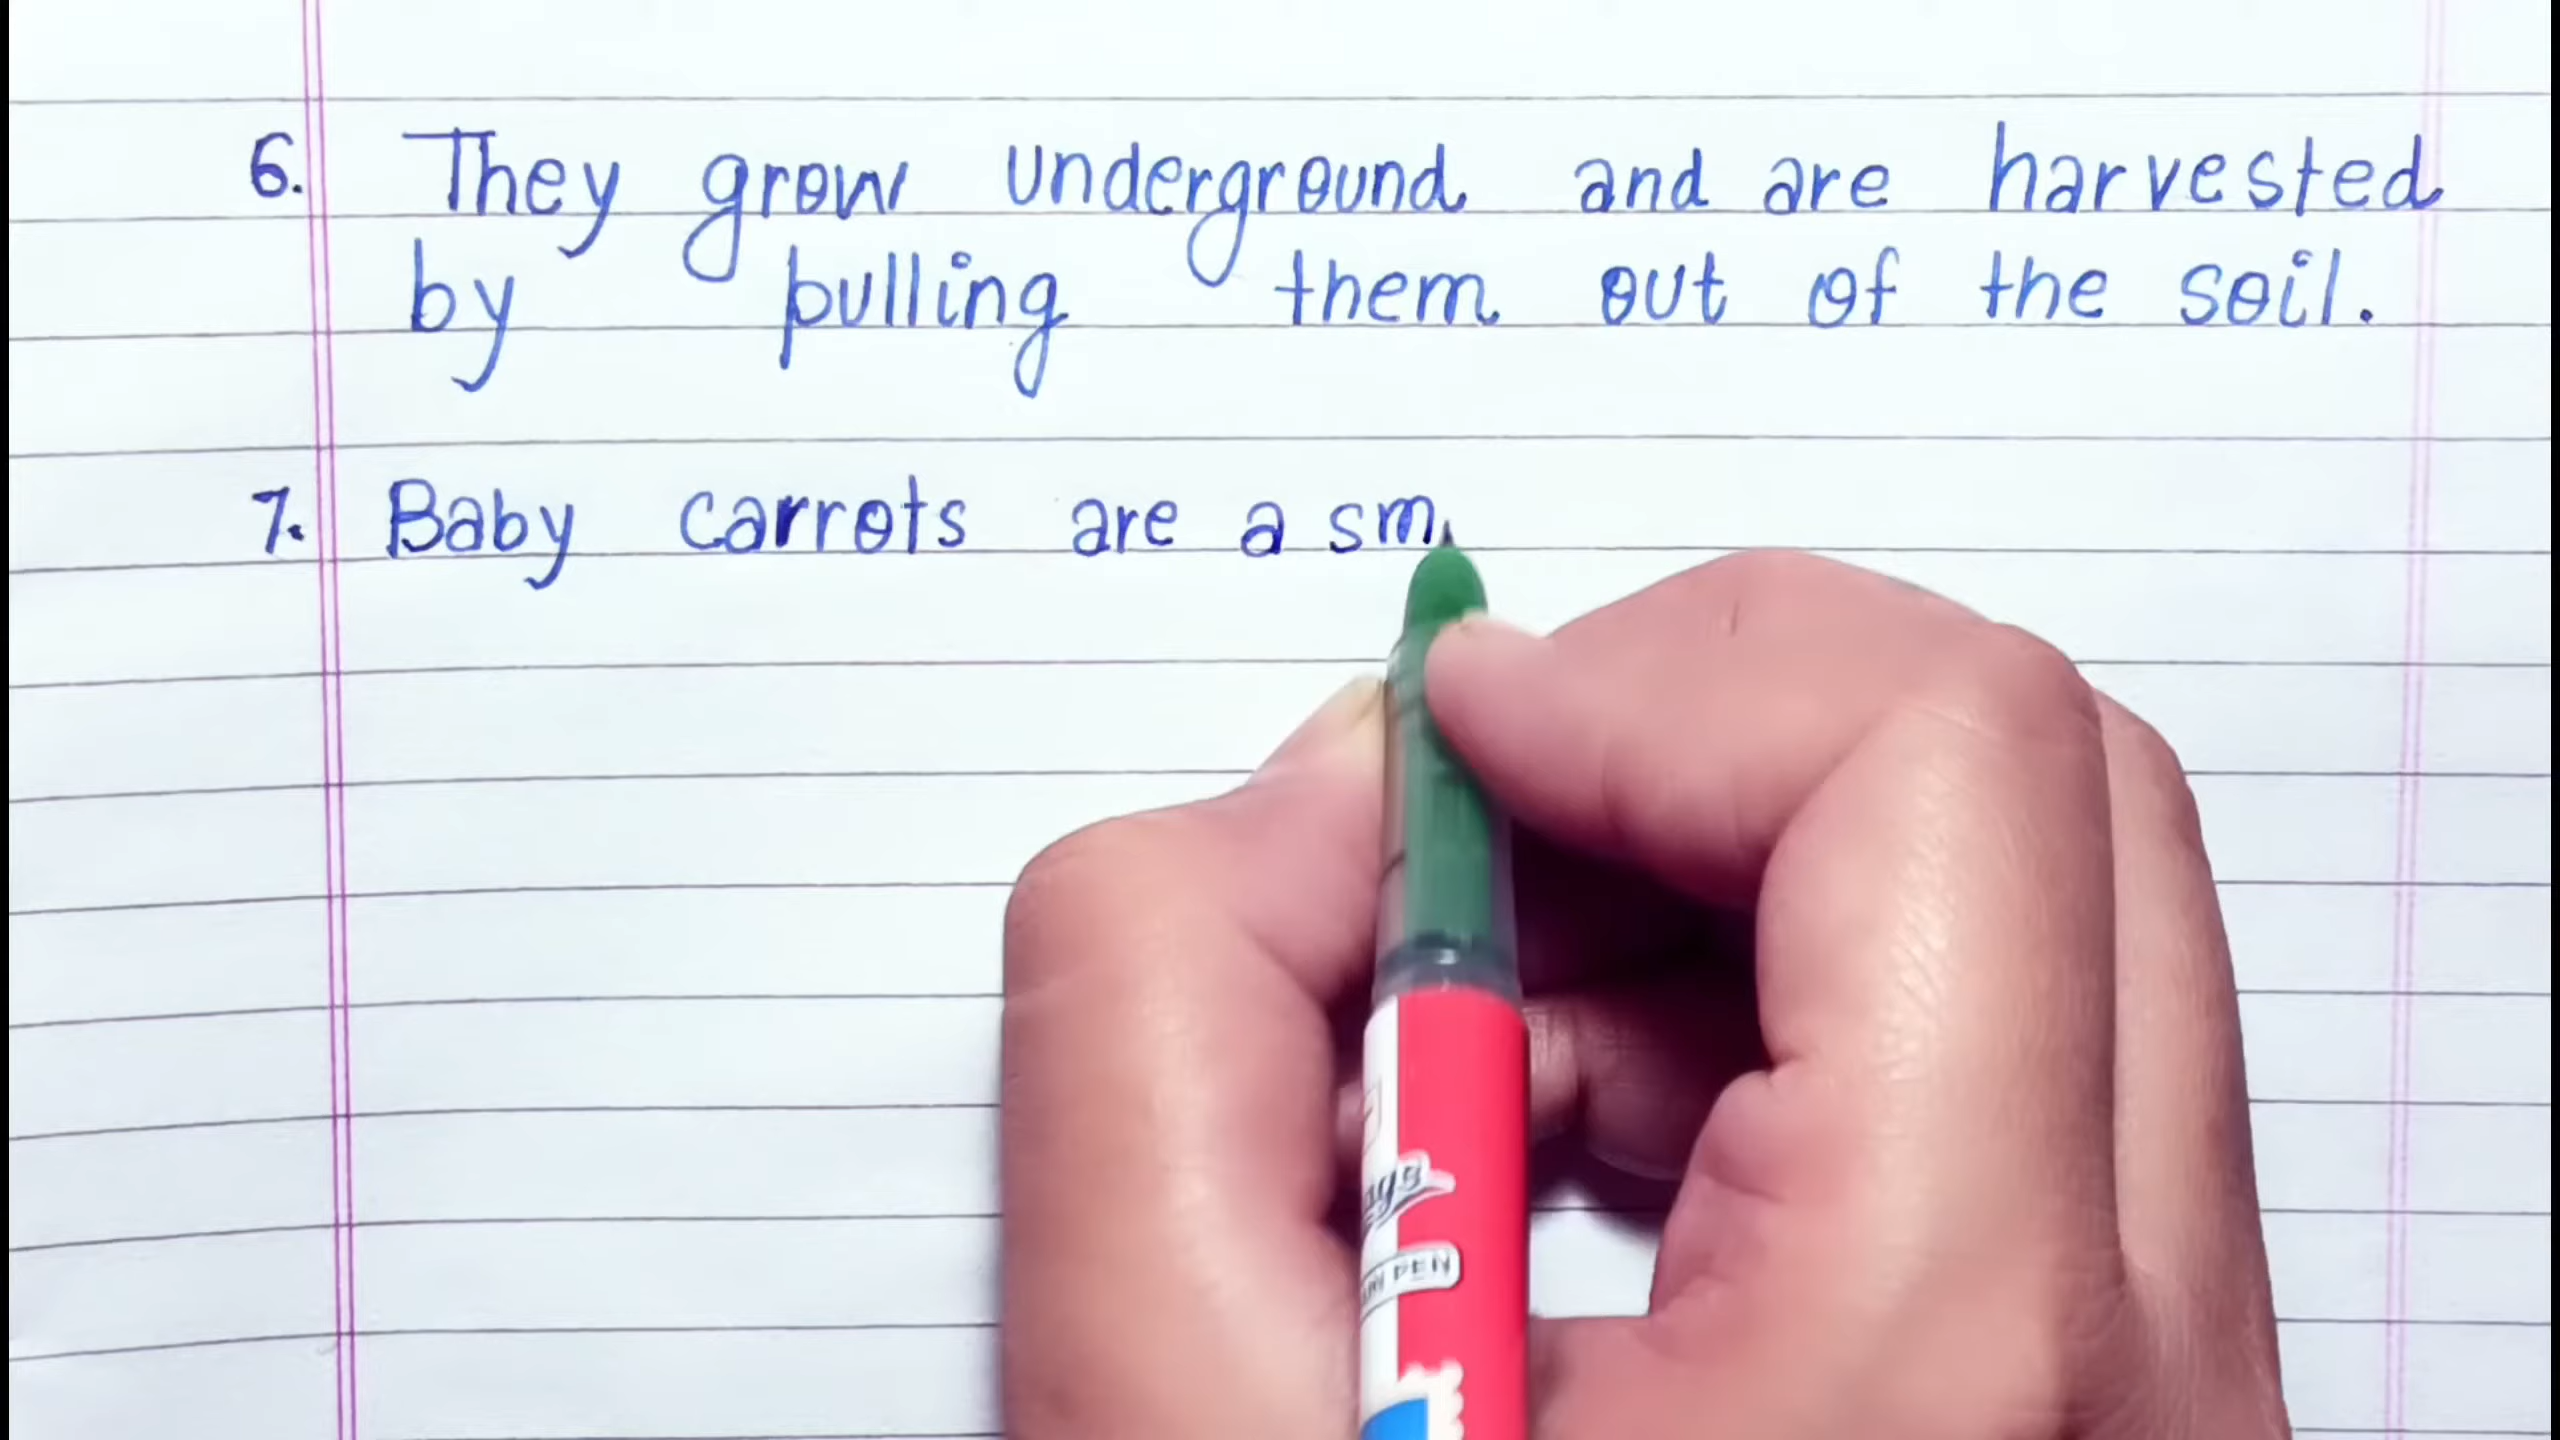 6. They grow underground and are harvested
by pulling them out of the soil.
7. Baby carrots are a sm
PEN